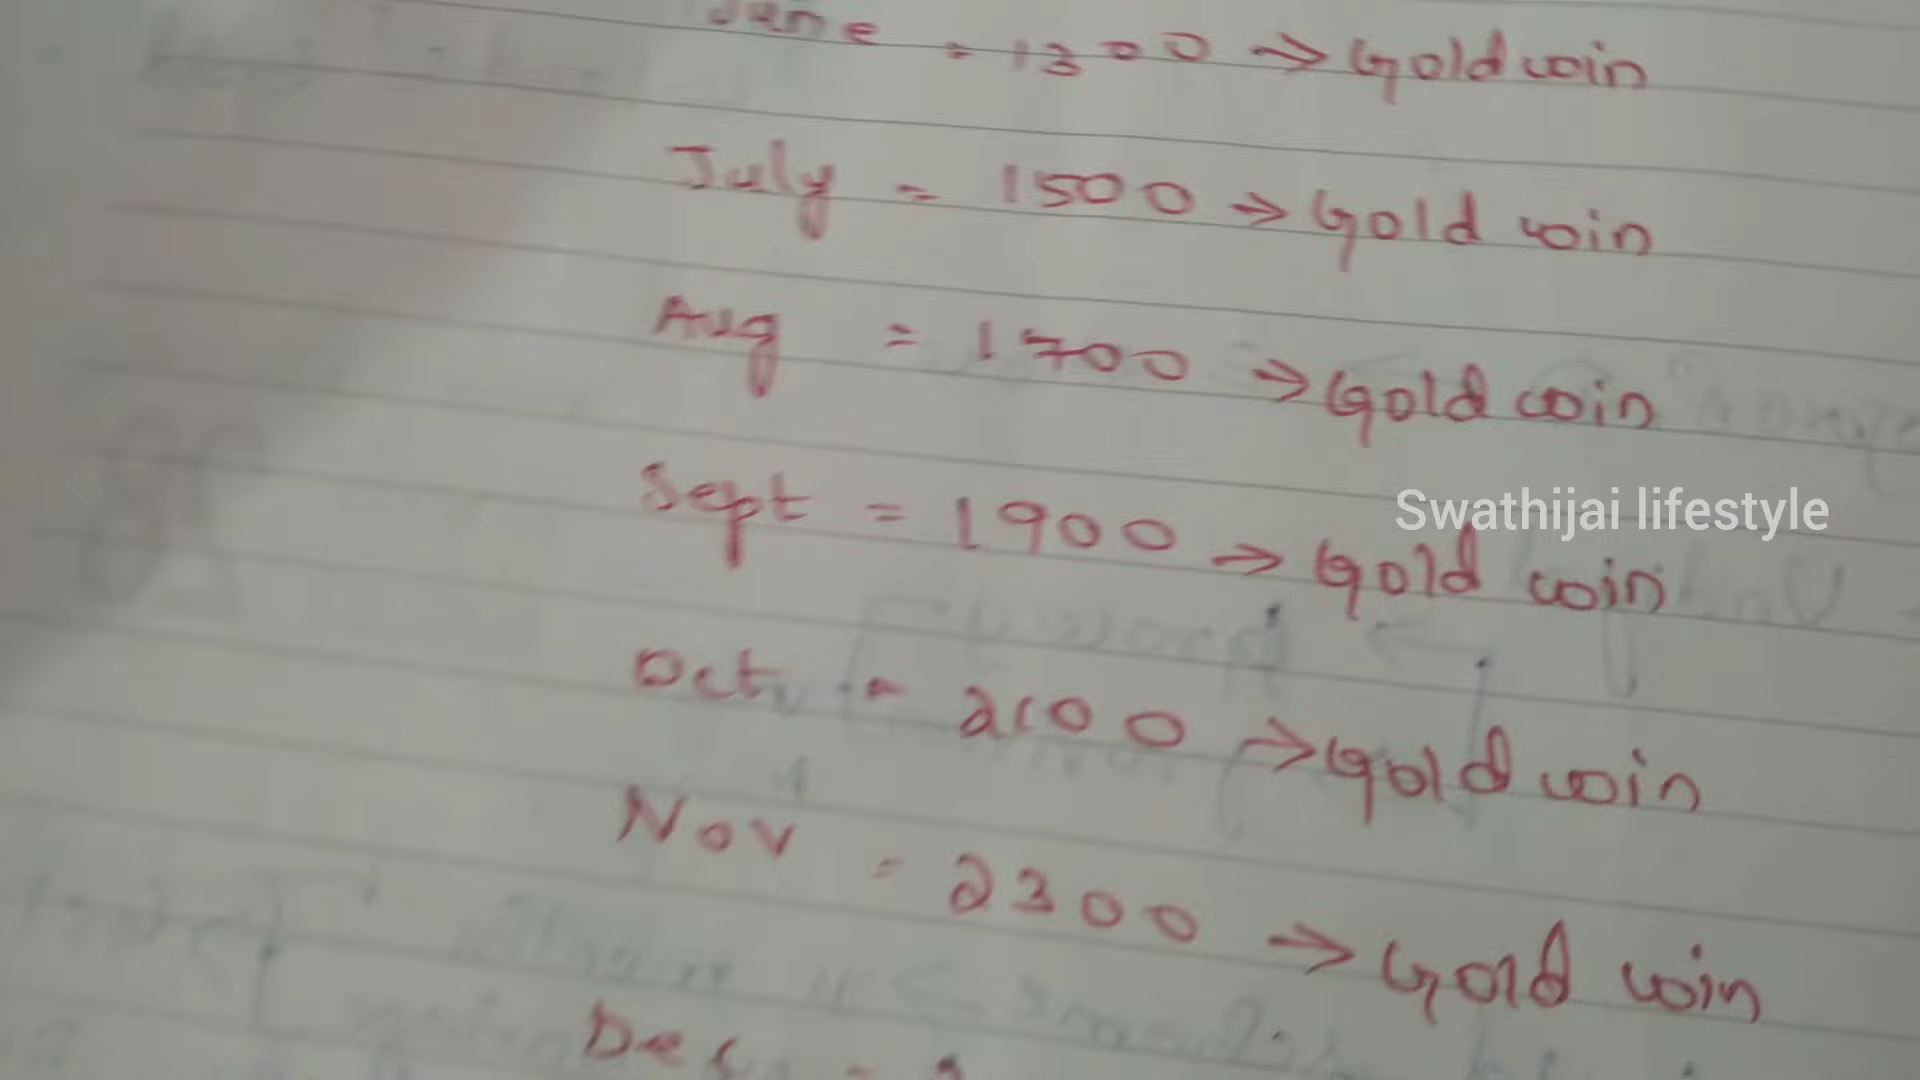 June = 1300 → Gold coin
July = 1500 → Gold coin
Aug = 1700 → Gold coin
Sept = 1900 → Gold coin
Swathijai lifestyle
Oct = 2100 → Gold coin
Nov = 2300 → Gold coin
Dec =